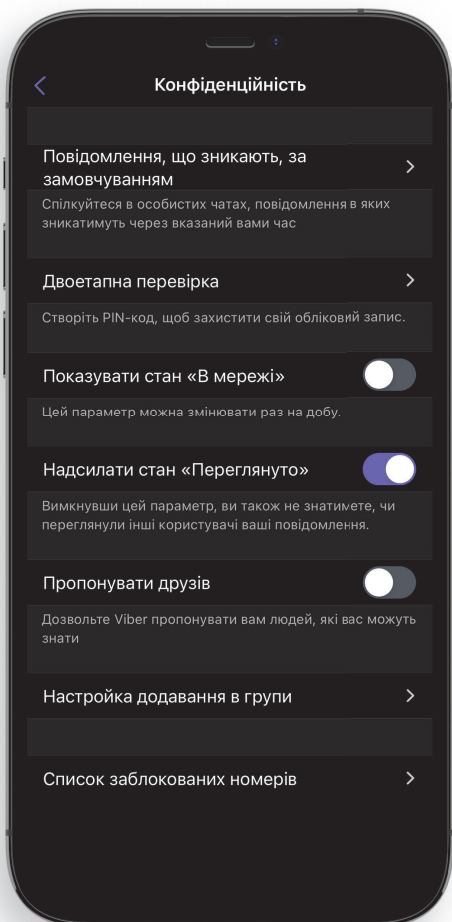 Конфіденційність
Повідомлення, що зникають, за
замовчуванням
Спілкуйтеся в особистих чатах, повідомлення в яких
зникатимуть через вказаний вами час
Двоетапна перевірка
Створіть PIN-код, щоб захистити свій обліковий запис.
Показувати стан «В мережі»
Цей параметр можна змінювати раз на добу.
Надсилати стан «Переглянуто»
Вимкнувши цей параметр, ви також не знатимете, чи
переглянули інші користувачі ваші повідомлення.
Пропонувати друзів
Дозвольте Viber пропонувати вам людей, які вас можуть
знати
Настройка додавання в групи
Список заблокованих номерів